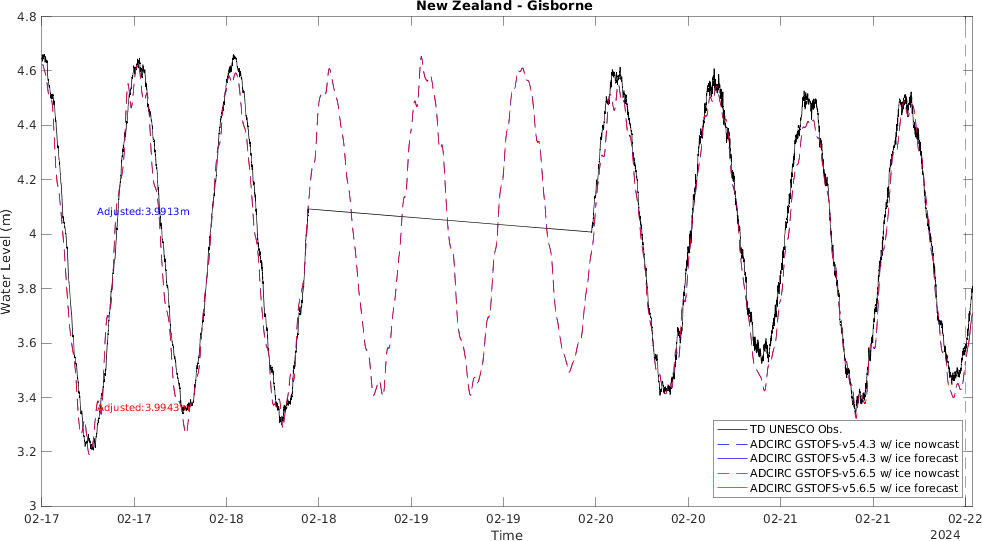 New Zealand - Gisborne
4.8
4.6
4.4
4.2
4
3.8
3.6
3.4
3.2
3
Water Level (m)
Adjusted:3.9913m
Adjusted:3.9943m
TD UNESCO Obs.
ADCIRC GSTOFS-v5.4.3 w/ ice nowcast
ADCIRC GSTOFS-v5.4.3 w/ ice forecast
ADCIRC GSTOFS-v5.6.5 w/ ice nowcast
ADCIRC GSTOFS-v5.6.5 w/ ice forecast
02-17 02-17 02-18 02-18 02-19 02-19 02-20 02-20 02-21 02-21 02-22
Time
2024